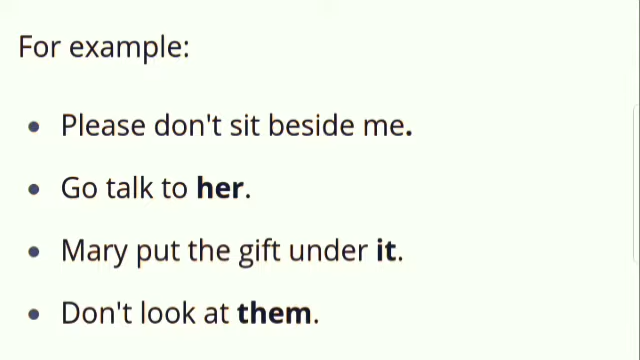 For example:
• Please don't sit beside me.
• Go talk to her.
• Mary put the gift under it.
• Don't look at them.